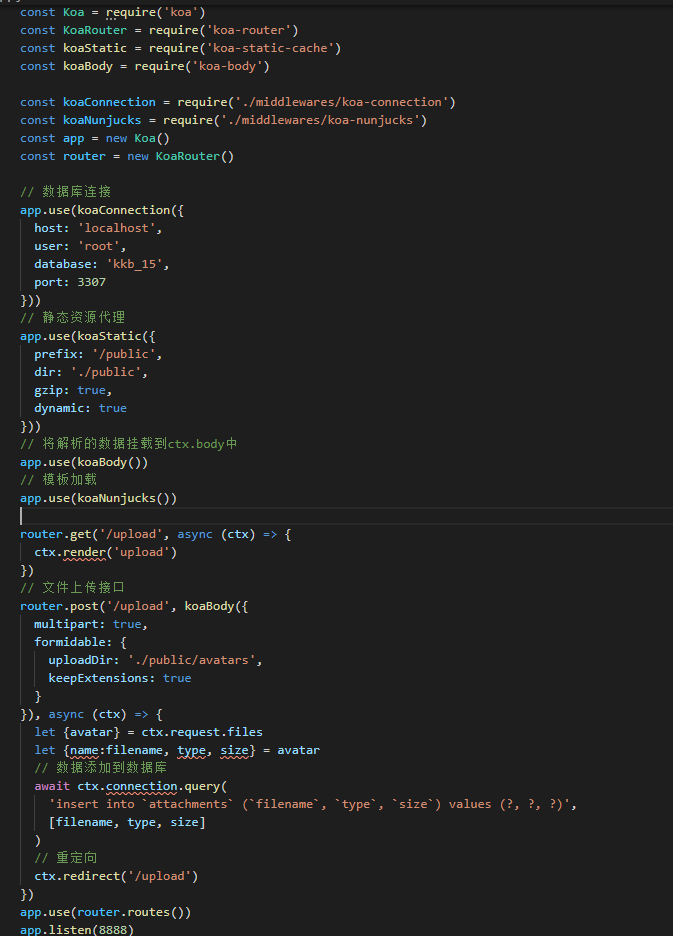 const Koa = require('koa')
const KoaRouter = require('koa-router')
const koaStatic = require('koa-static-cache')
const koaBody = require('koa-body')
const koaConnection = require('./middlewares/koa-connection')
const koaNunjucks = require('./middlewares/koa-nunjucks')
const app = new Koa()
const router = new KoaRouter()
// 数据库连接
app.use(koaConnection({
  host: 'localhost',
  user: 'root',
  database: 'kkb_15',
  port: 3307
}))
// 静态资源代理
app.use(koaStatic({
  prefix: '/public',
  dir: './public',
  gzip: true,
  dynamic: true
}))
// 将解析的数据挂载到ctx.body中
app.use(koaBody())
// 模板加载
app.use(koaNunjucks())
router.get('/upload', async (ctx) => {
  ctx.render('upload')
})
// 文件上传接口
router.post('/upload', koaBody({
  multipart: true,
  formidable: {
    uploadDir: './public/avatars',
    keepExtensions: true
  }
}), async (ctx) => {
  let {avatar} = ctx.request.files
  let {name:filename, type, size} = avatar
  // 数据添加到数据库
  await ctx.connection.query(
    'insert into `attachments` (`filename`, `type`, `size`) values (?, ?, ?)',
    [filename, type, size]
  )
  // 重定向
  ctx.redirect('/upload')
})
app.use(router.routes())
app.listen(8888)